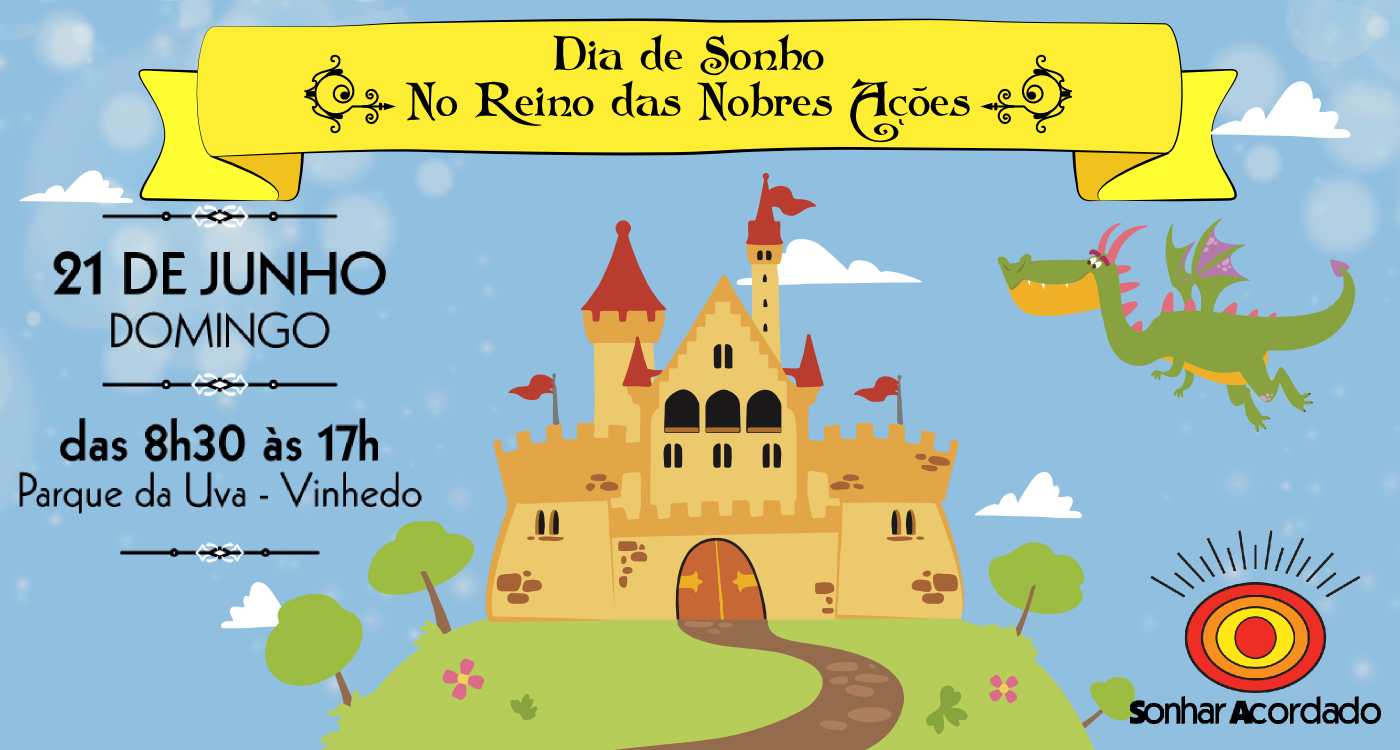 Dia de Sonho
No Reino das Nobres Ações
21 DE JUNHO
DOMINGO
das 8h30 às 17h
Parque da Uva - Vinhedo
Sonhar Acordado